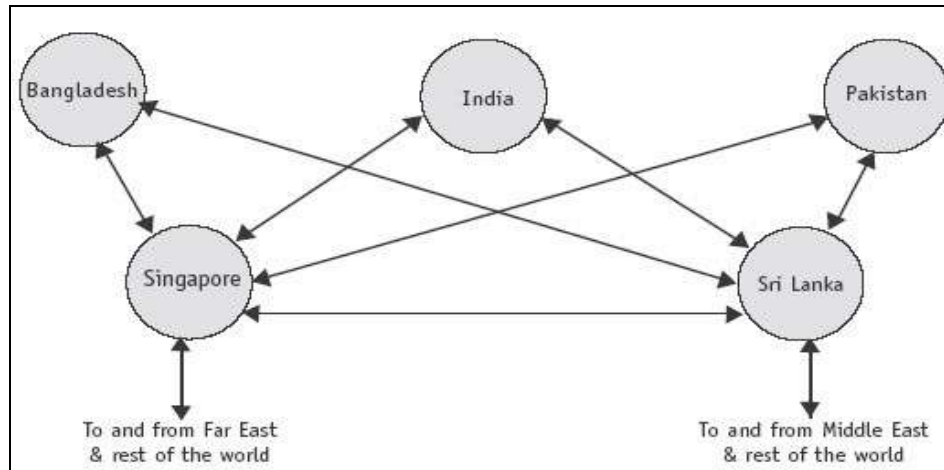 Bangladesh
India
Pakistan
Singapore
Sri Lanka
To and from Far East
& rest of the world
To and from Middle East
& rest of the world